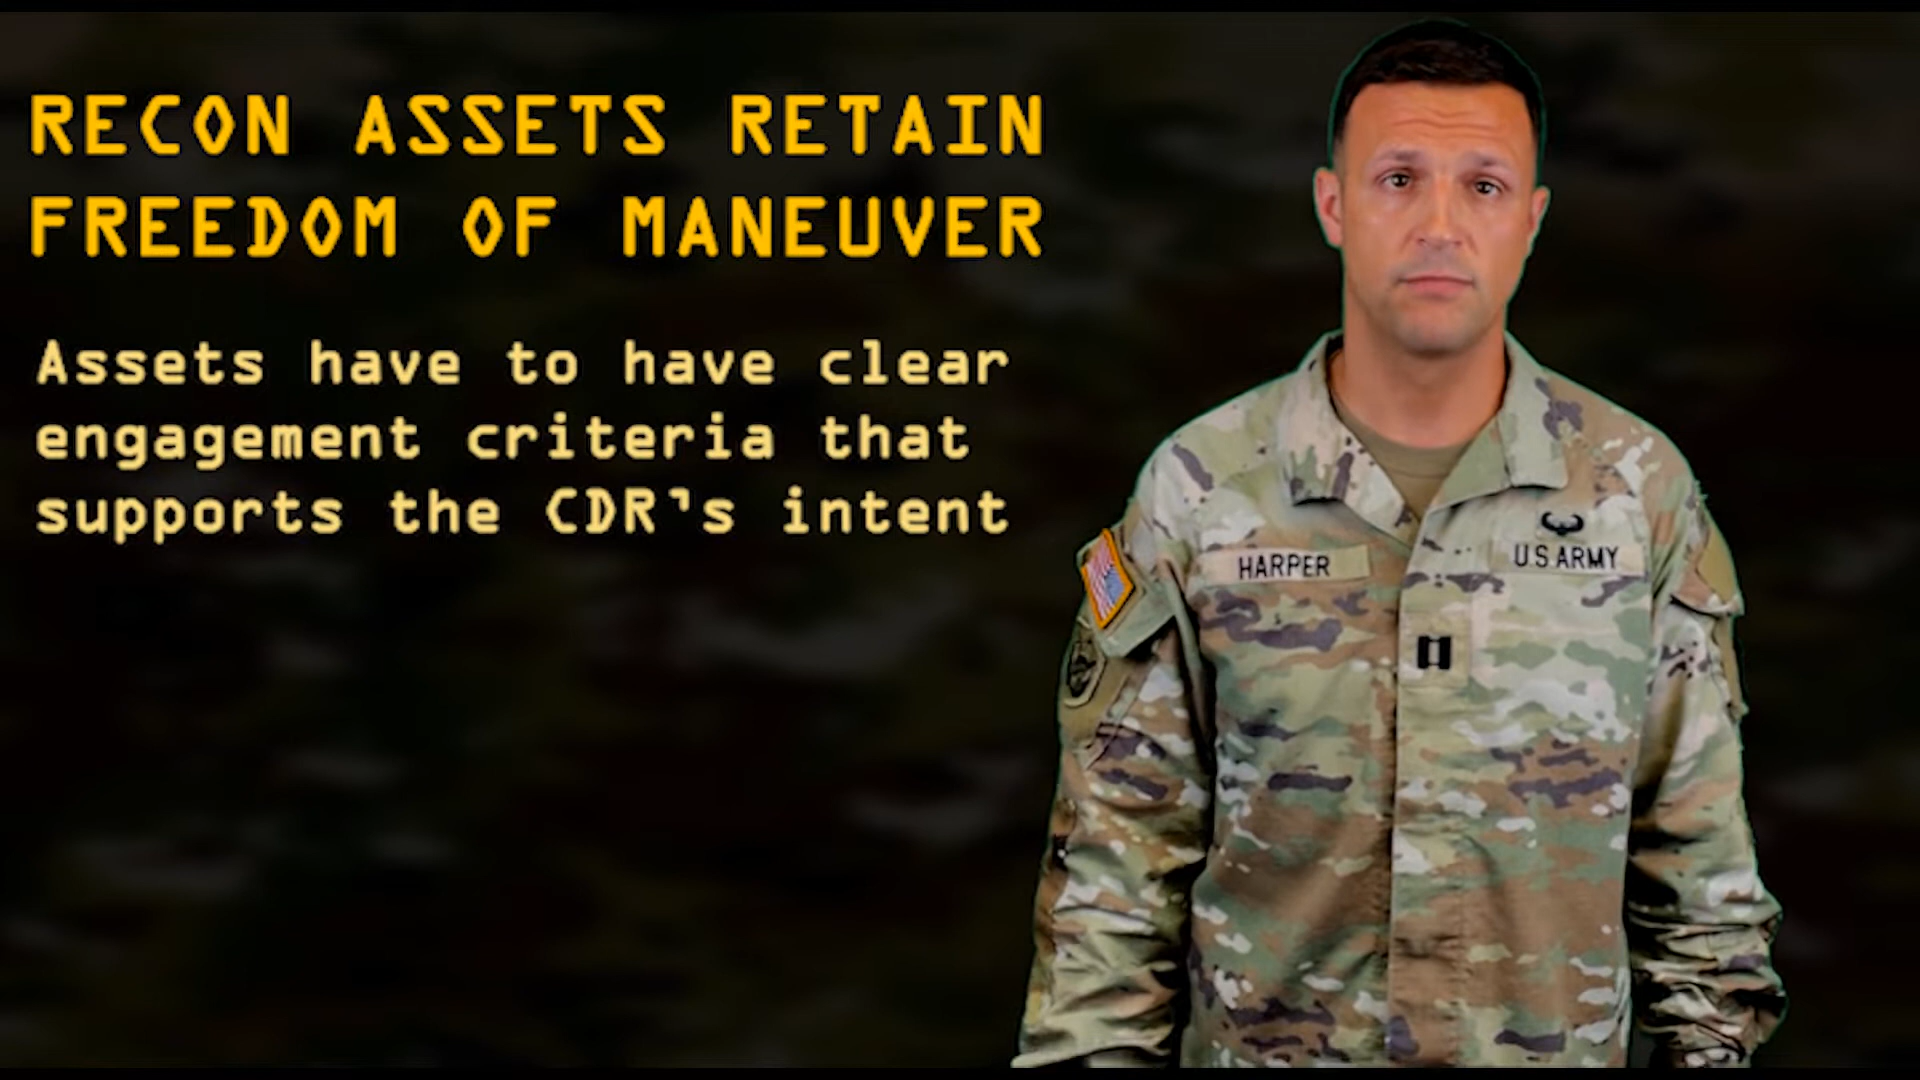 RECON ASSETS RETAIN
FREEDOM OF MANEUVER
Assets have to have clear
engagement criteria that
supports the CDR's intent
HARPER
U.S. ARMY